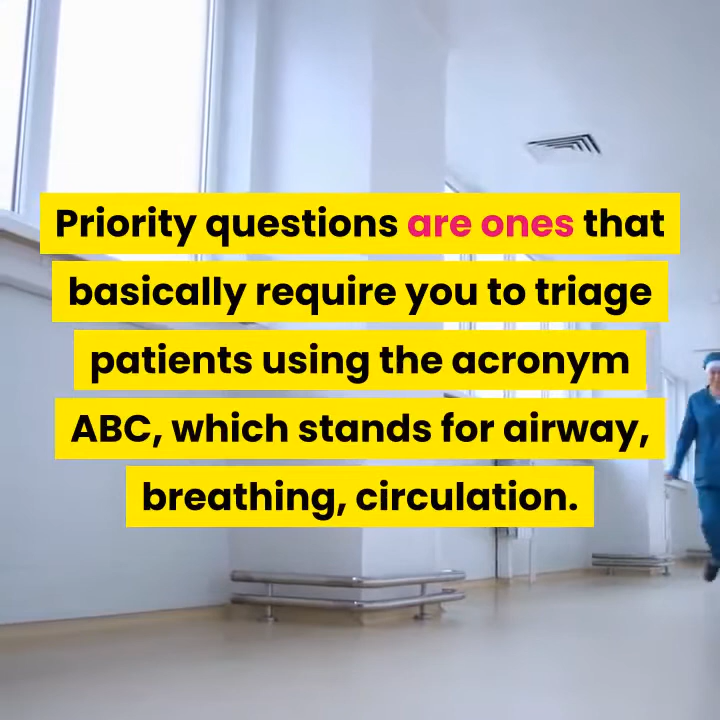 Priority questions are ones that
basically require you to triage
patients using the acronym
ABC, which stands for airway,
breathing, circulation.